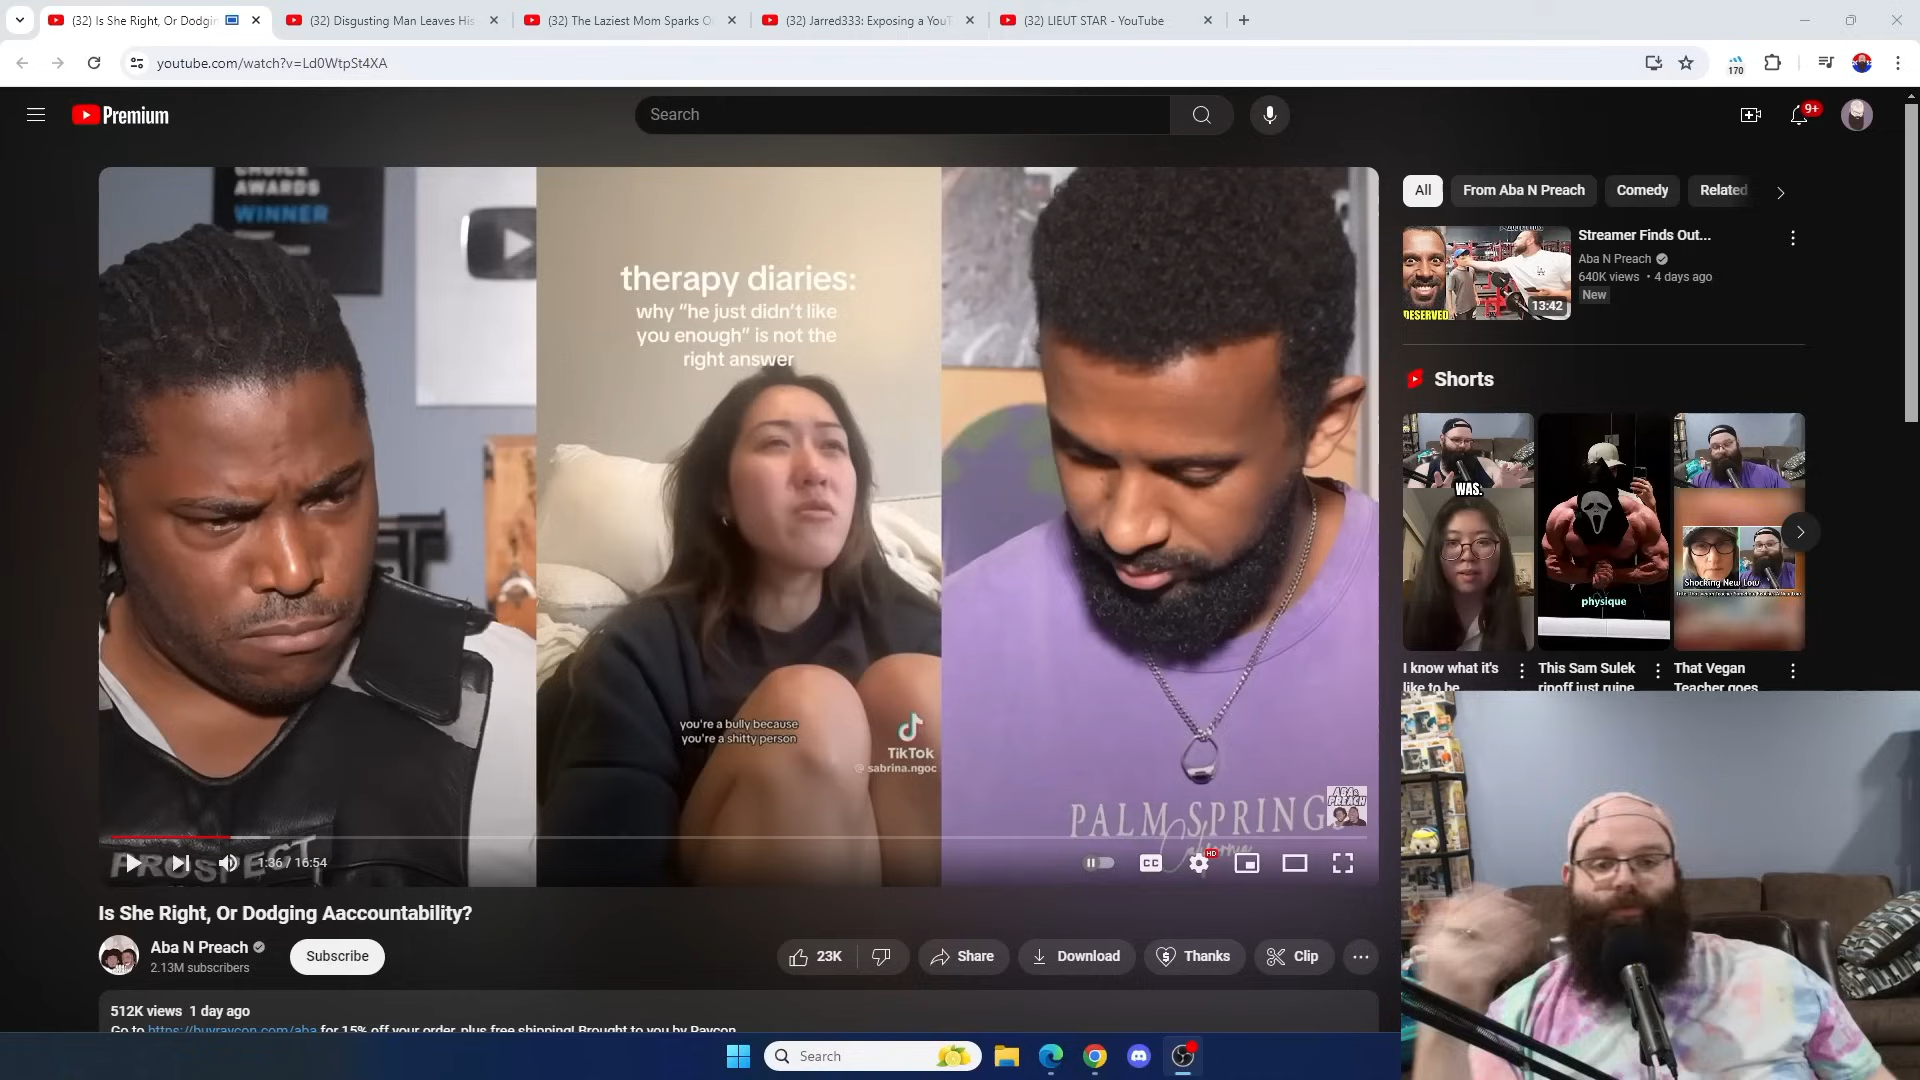 (32) Is She Right, Or Dodgin
(32) Disgusting Man Leaves His
(32) The Laziest Mom Sparks O
(32) Jarred333: Exposing a YouT
(32) LIEUT STAR - YouTube
youtube.com/watch?v=Ld0WtpSt4XA
170
Premium
Search
9+
CHOICE
AWARDS
WINNER
therapy diaries:
why “he just didn’t like
you enough” is not the
right answer
you're a bully because
you're a shitty person
TikTok
@ sabrina.ngoc
ABA&
PREACH
PALM SPRING
California
PROSPECT
1:36 / 16:54
CC
HD
All
From Aba N Preach
Comedy
Related
Streamer Finds Out...
Aba N Preach
640K views • 4 days ago
New
DESERVED
13:42
Shorts
WAS.
physique
Shocking New Low
I know what it's
like to be
This Sam Sulek
ripoff just ruine
That Vegan
Teacher goes
Is She Right, Or Dodging Aaccountability?
Aba N Preach
2.13M subscribers
Subscribe
23K
Share
Download
Thanks
Clip
512K views 1 day ago
Go to https://buyraycon.com/aba for 15% off your order, plus free shipping! Brought to you by Raycon.
Search